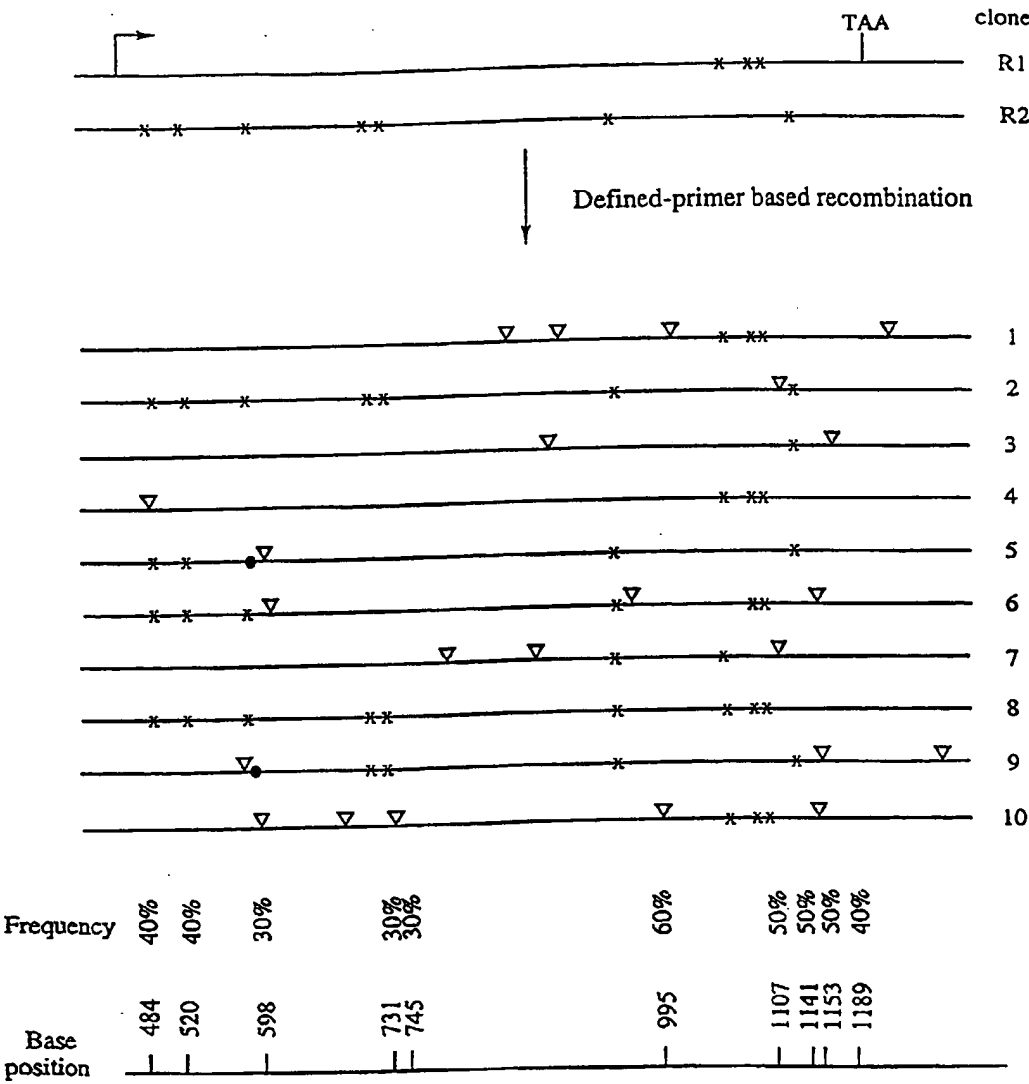 clone
TAA
R1
R2
Defined-primer based recombination
1
2
3
4
5
6
7
8
9
10
Frequency 40% 40% 30% 30% 30% 60% 50% 50% 50% 40%
484 520 598 731 745 995 1107 1141 1153 1189
Base
position